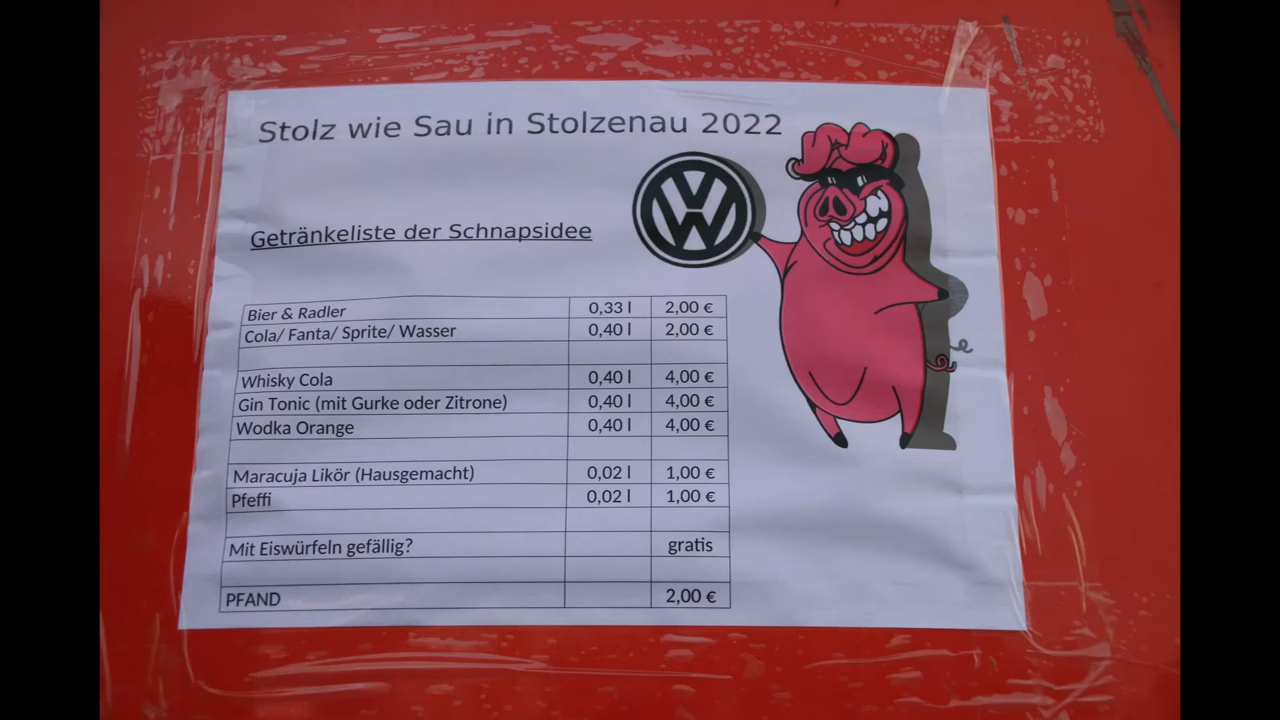 Stolz wie Sau in Stolzenau 2022
Getränkeliste der Schnapsidee
Bier & Radler 0,33 l 2,00 €
Cola/ Fanta/ Sprite/ Wasser 0,40 l 2,00 €
Whisky Cola 0,40 l 4,00 €
Gin Tonic (mit Gurke oder Zitrone) 0,40 l 4,00 €
Wodka Orange 0,40 l 4,00 €
Maracuja Likör (Hausgemacht) 0,02 l 1,00 €
Pfeffi 0,02 l 1,00 €
Mit Eiswürfeln gefällig? gratis
PFAND 2,00 €